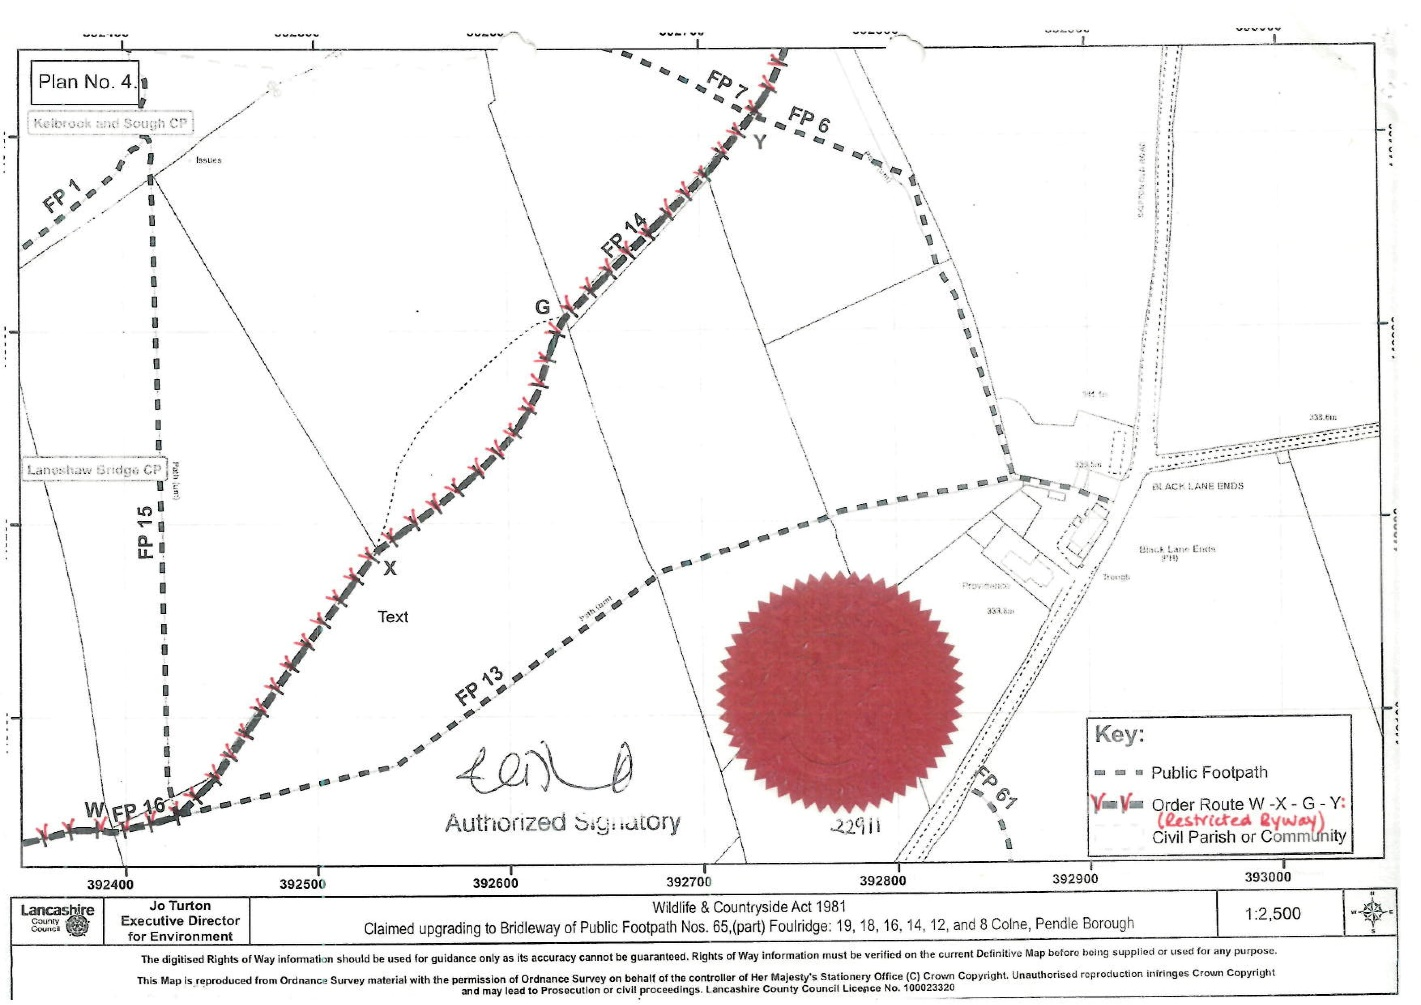 Plan No. 4.
Kelbrook and Sough CP
Issues
FP 1
FP 7
FP 6
Y
FP 14
G
Laneshaw Bridge CP
Path (um)
FP 15
X
Text
Path (um)
FP 13
BLACK LANE ENDS
Black Lane Ends
(PH)
Trough
Providence
338.6m
W
FP 16
FP 61
Authorized Signatory
22911
Key:
Public Footpath
Order Route W -X - G - Y:
(Restricted Byway)
Civil Parish or Community
392400
392500
392600
392700
392800
392900
393000
Lancashire
County
Council
Jo Turton
Executive Director
for Environment
Wildlife & Countryside Act 1981
Claimed upgrading to Bridleway of Public Footpath Nos. 65,(part) Foulridge: 19, 18, 16, 14, 12, and 8 Colne, Pendle Borough
1:2,500
The digitised Rights of Way information should be used for guidance only as its accuracy cannot be guaranteed. Rights of Way information must be verified on the current Definitive Map before being supplied or used for any purpose.
This Map is reproduced from Ordnance Survey material with the permission of Ordnance Survey on behalf of the controller of Her Majesty's Stationery Office (C) Crown Copyright. Unauthorised reproduction infringes Crown Copyright
and may lead to Prosecution or civil proceedings. Lancashire County Council Licence No. 100023320